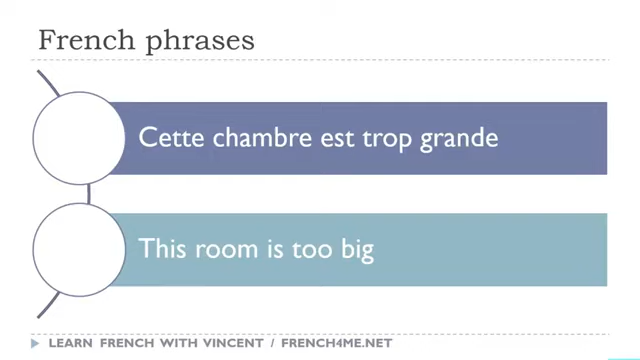 French phrases
Cette chambre est trop grande
This room is too big
LEARN FRENCH WITH VINCENT / FRENCH4ME.NET